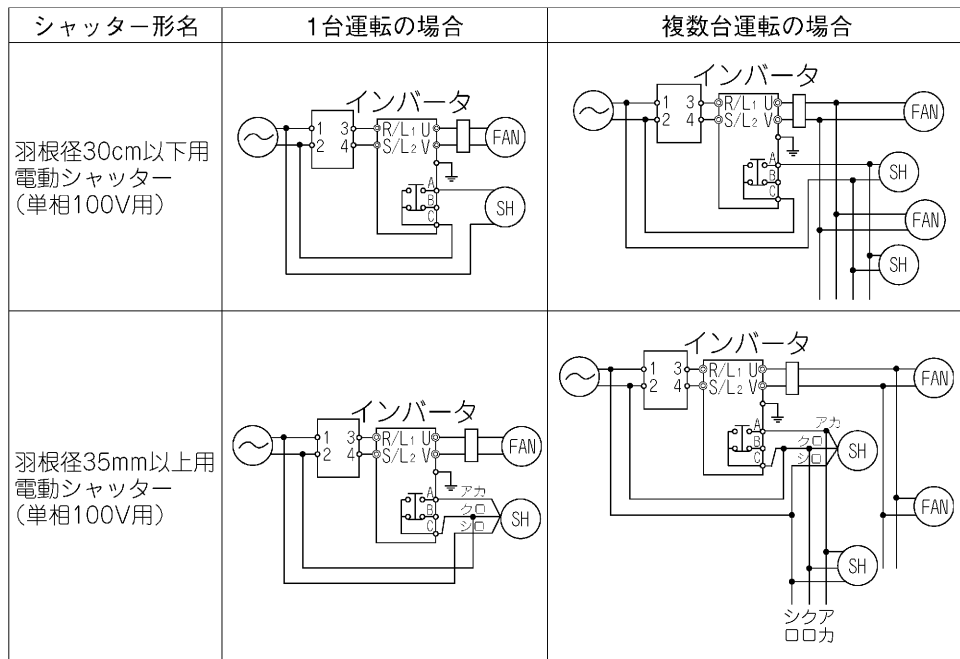 シャッター形名
1台運転の場合
複数台運転の場合
羽根径30cm以下用
電動シャッター
(単相100V用)
インバータ
1 3 R/L1 U FAN
2 4 S/L2 V
A
B
C
SH
インバータ
1 3 R/L1 U FAN
2 4 S/L2 V
A
B
C
SH
FAN
SH
羽根径35mm以上用
電動シャッター
(単相100V用)
インバータ
1 3 R/L1 U FAN
2 4 S/L2 V
A アカ
B クロ
C シロ
SH
インバータ
1 3 R/L1 U FAN
2 4 S/L2 V
A アカ
B クロ
C シロ
SH
FAN
SH
シロ
クロ
アカ